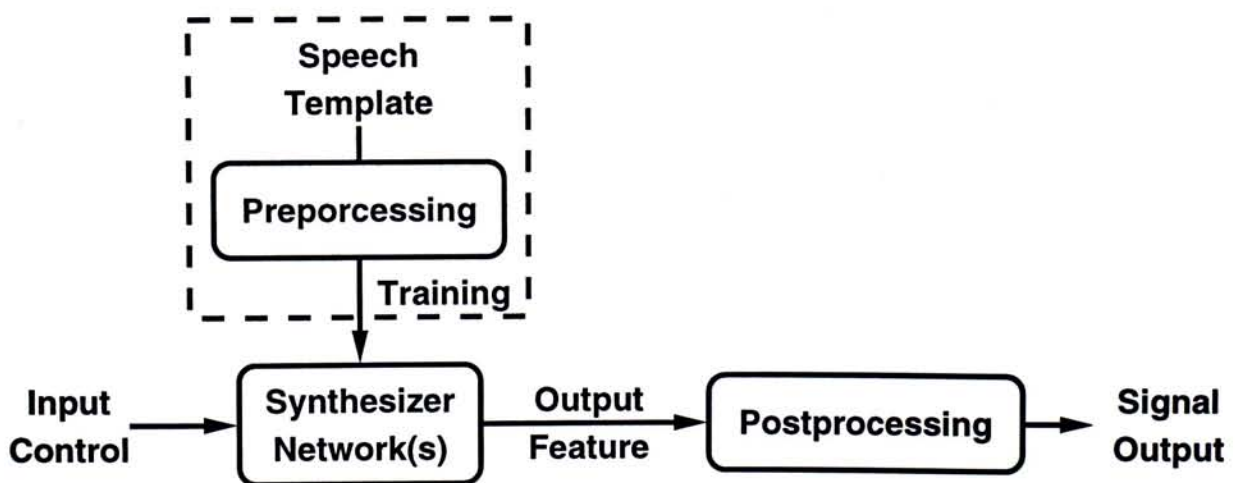 Speech
Template
Preporcessing
Training
Input
Control
Synthesizer
Network(s)
Output
Feature
Postprocessing
Signal
Output